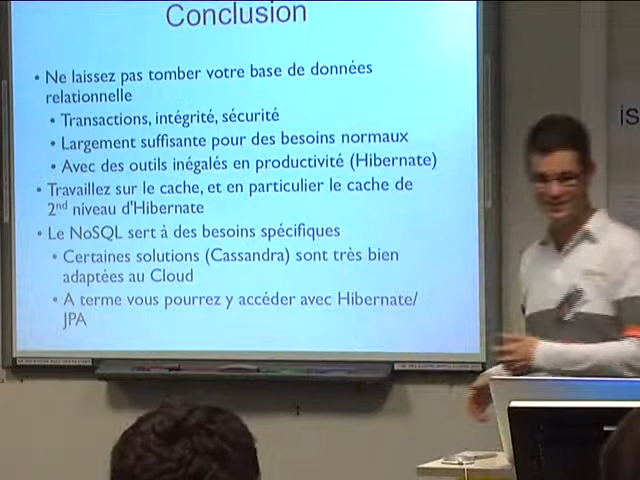 Conclusion
• Ne laissez pas tomber votre base de données
relationnelle
• Transactions, intégrité, sécurité
• Largement suffisante pour des besoins normaux
• Avec des outils inégalés en productivité (Hibernate)
• Travaillez sur le cache, et en particulier le cache de
2nd niveau d'Hibernate
• Le NoSQL sert à des besoins spécifiques
• Certaines solutions (Cassandra) sont très bien
adaptées au Cloud
• A terme vous pourrez y accéder avec Hibernate/
JPA
is